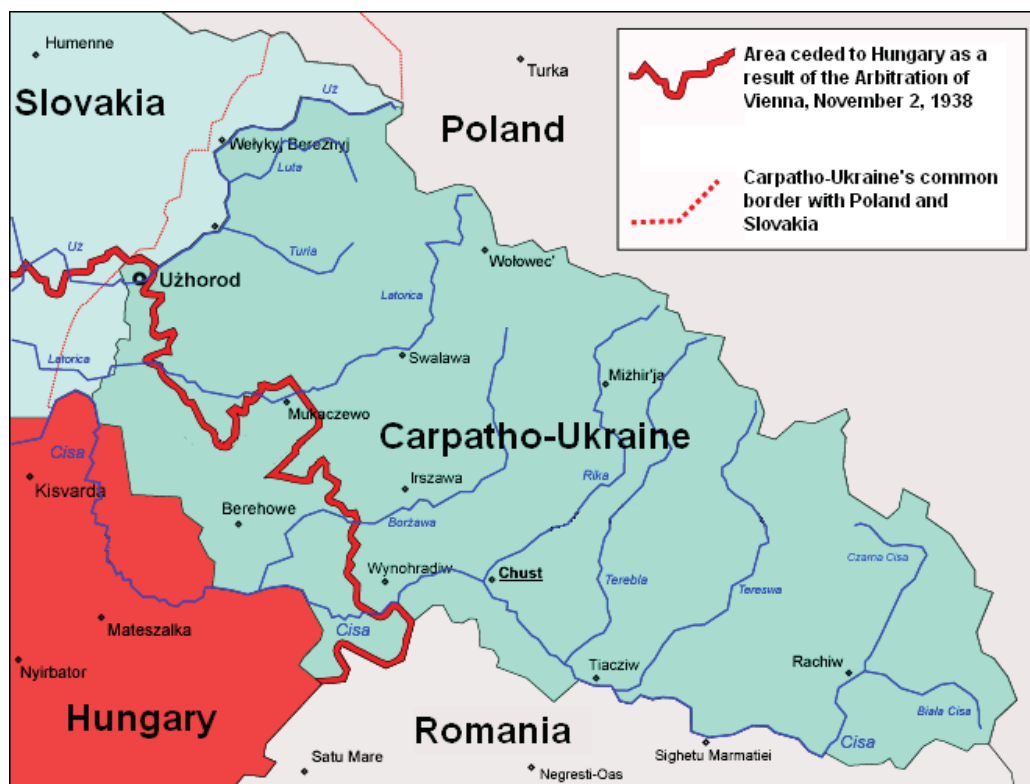 Humenne
Turka
Area ceded to Hungary as a
result of the Arbitration of
Vienna, November 2, 1938
Slovakia
Uż
Poland
Wełykyj Bereznyj
Luta
Carpatho-Ukraine's common
border with Poland and
Slovakia
Uż
Turia
Wołowec'
Użhorod
Latorica
Latorica
Swalawa
Miżhir'ja
Mukaczewo
Cisa
Carpatho-Ukraine
Kisvarda
Irszawa
Rika
Berehowe
Borżawa
Czarna Cisa
Wynohradiw
Chust
Terebla
Tereswa
Mateszalka
Cisa
Nyirbator
Tiacziw
Rachiw
Hungary
Romania
Biała Cisa
Cisa
Satu Mare
Sighetu Marmatiei
Negresti-Oas